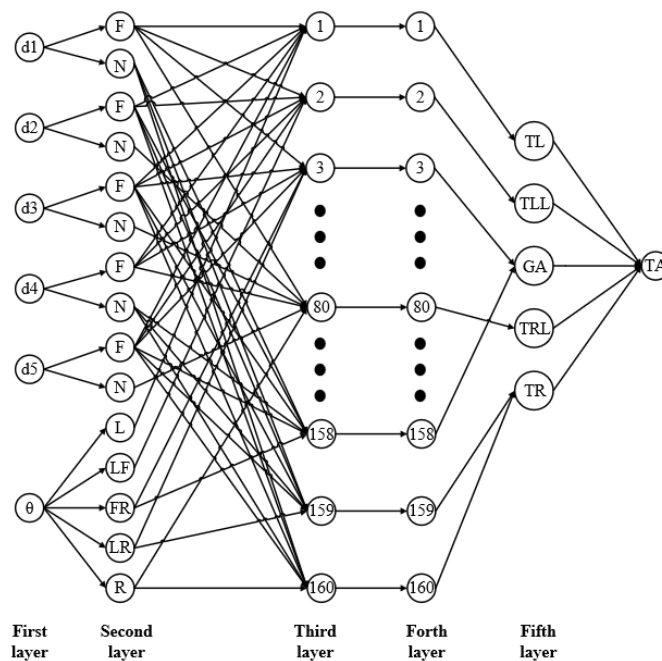 d1
d2
d3
d4
d5
θ
F
N
F
N
F
N
F
N
F
N
L
LF
FR
LR
R
1
2
3
80
158
159
160
1
2
3
80
158
159
160
TL
TLL
GA
TRL
TR
TA
First
layer
Second
layer
Third
layer
Forth
layer
Fifth
layer